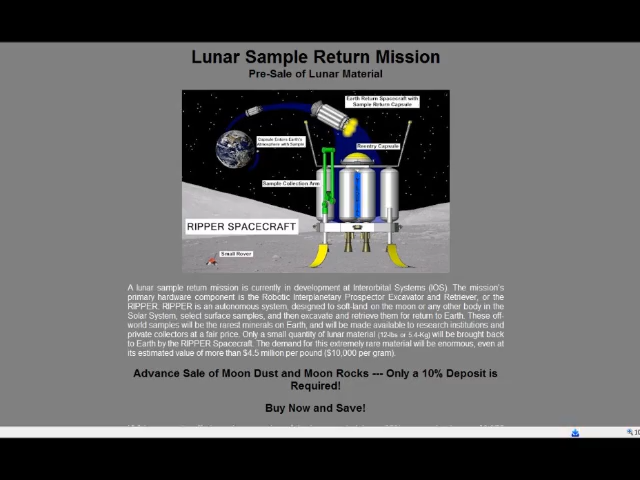 Lunar Sample Return Mission
Pre-Sale of Lunar Material
Earth Return Spacecraft with
Sample Return Capsule
Capsule Enters Earth's
Atmosphere with Sample
Reentry Capsule
Sample Collection Arm
RIPPER SPACECRAFT
Small Rover
A lunar sample return mission is currently in development at Interorbital Systems (IOS). The mission's
primary hardware component is the Robotic Interplanetary Prospector Excavator and Retriever, or the
RIPPER. RIPPER is an autonomous system, designed to soft-land on the moon or any other body in the
Solar System, select surface samples, and then excavate and retrieve them for return to Earth. These off-
world samples will be the rarest minerals on Earth, and will be made available to research institutions and
private collectors at a fair price. Only a small quantity of lunar material (12-lbs or 5.4-Kg) will be brought back
to Earth by the RIPPER Spacecraft. The demand for this extremely rare material will be enormous, even at
its estimated value of more than $4.5 million per pound ($10,000 per gram).
Advance Sale of Moon Dust and Moon Rocks --- Only a 10% Deposit is
Required!
Buy Now and Save!